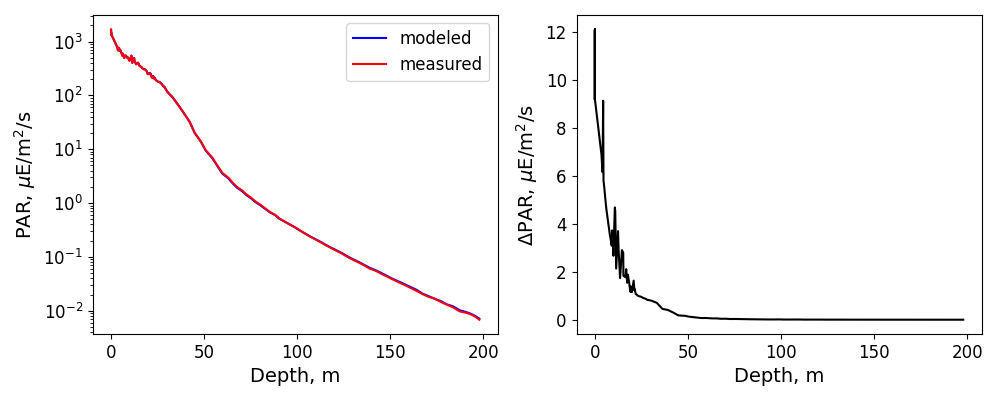 10³
10²
10¹
10⁰
10⁻¹
10⁻²
PAR, μE/m²/s
modeled
measured
0 50 100 150 200
Depth, m
12
10
8
6
4
2
0
ΔPAR, μE/m²/s
0 50 100 150 200
Depth, m